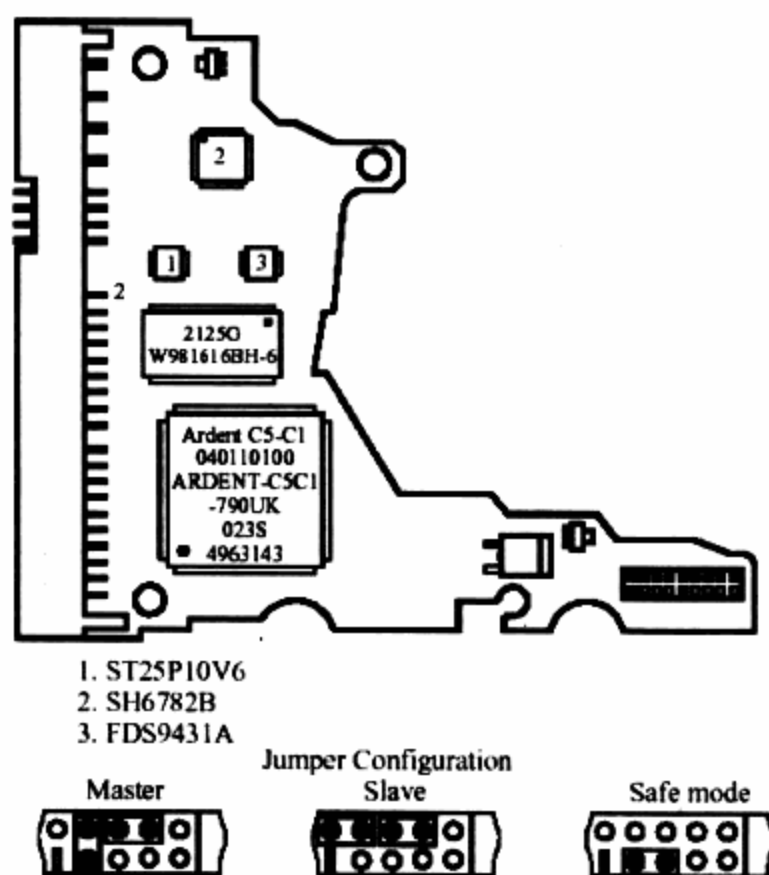 2
1
3
2
2125G
W981616BH-6
Ardent C5-C1
040110100
ARDENT-C5C1
-790UK
023S
4963143
1. ST25P10V6
2. SH6782B
3. FDS9431A
Jumper Configuration
Master
Slave
Safe mode